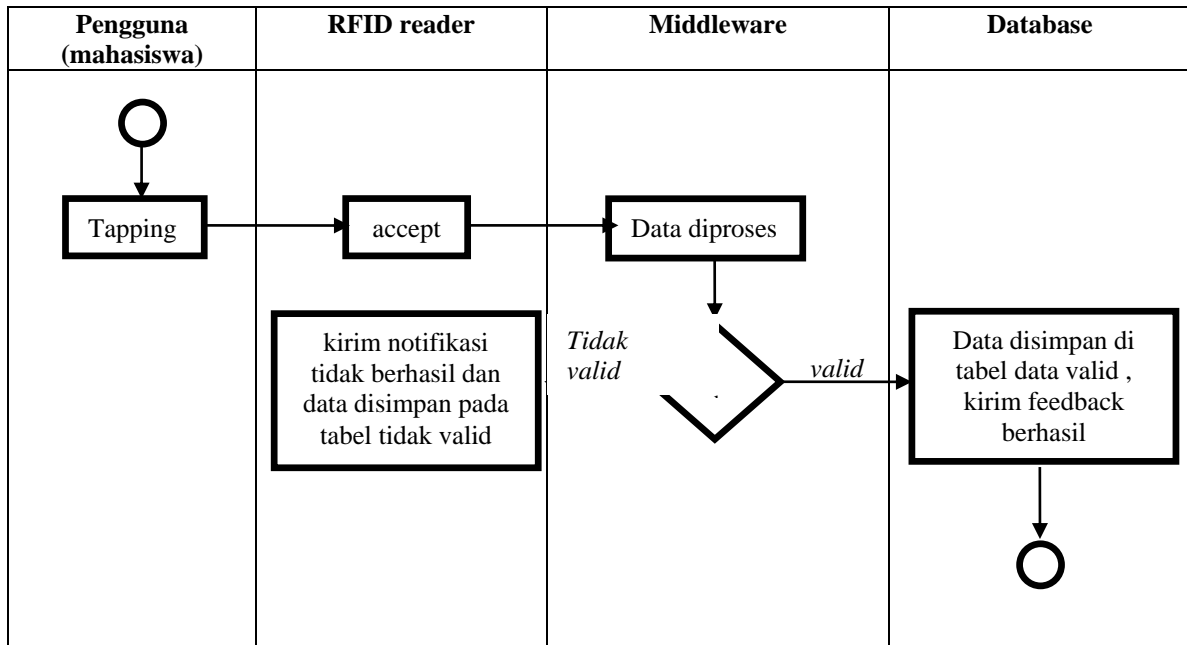 Pengguna
(mahasiswa)
RFID reader
Middleware
Database
Tapping
accept
Data diproses
kirim notifikasi
tidak berhasil dan
data disimpan pada
tabel tidak valid
Tidak
valid
valid
Data disimpan di
tabel data valid ,
kirim feedback
berhasil